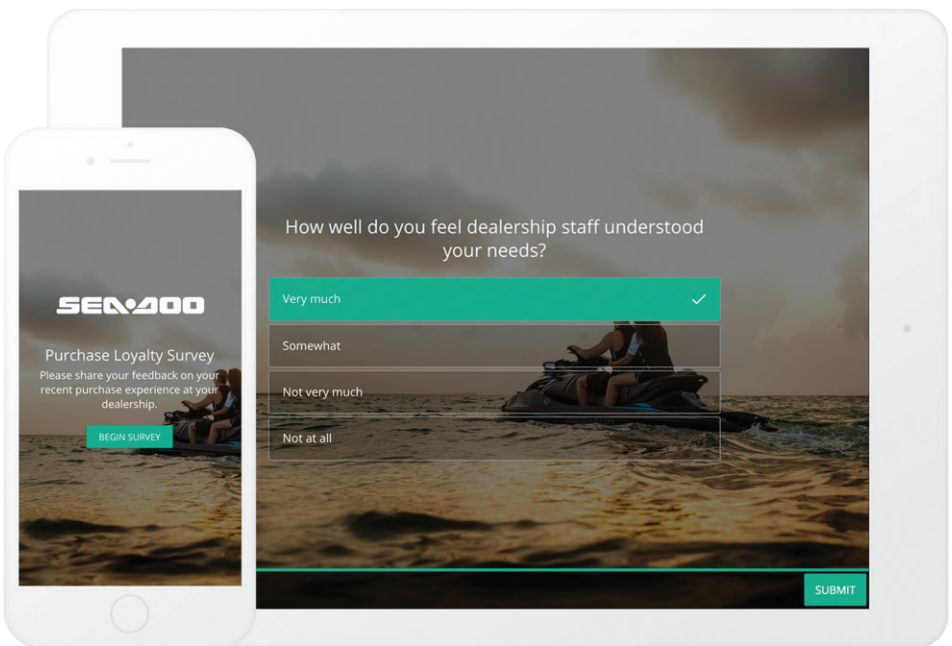 SEA-DOO
Purchase Loyalty Survey
Please share your feedback on your
recent purchase experience at your
dealership.
BEGIN SURVEY
How well do you feel dealership staff understood
your needs?
Very much
Somewhat
Not very much
Not at all
SUBMIT